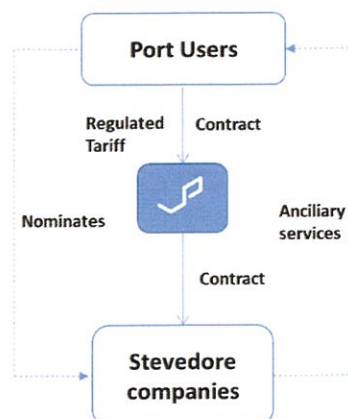 Port Users
Regulated Contract
Tariff
Nominates
Anciliary
services
Contract
Stevedore
companies